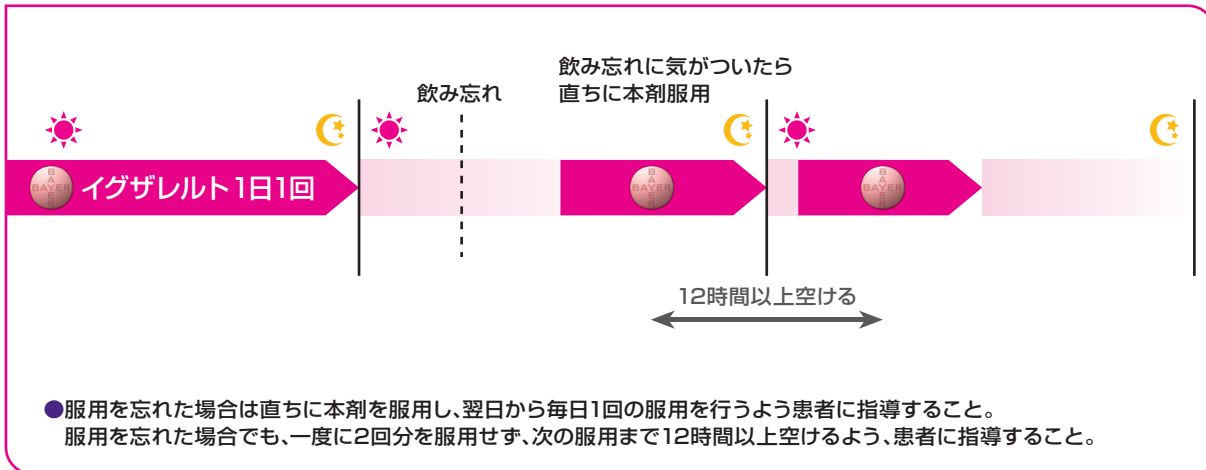 飲み忘れ
飲み忘れに気がついたら
直ちに本剤服用
BAYER
BAYER
イグザレルト 1日1回
BAYER
BAYER
BAYER
BAYER
12時間以上空ける
●服用を忘れた場合は直ちに本剤を服用し、翌日から毎日1回の服用を行うよう患者に指導すること。
服用を忘れた場合でも、一度に2回分を服用せず、次の服用まで12時間以上空けるよう、患者に指導すること。